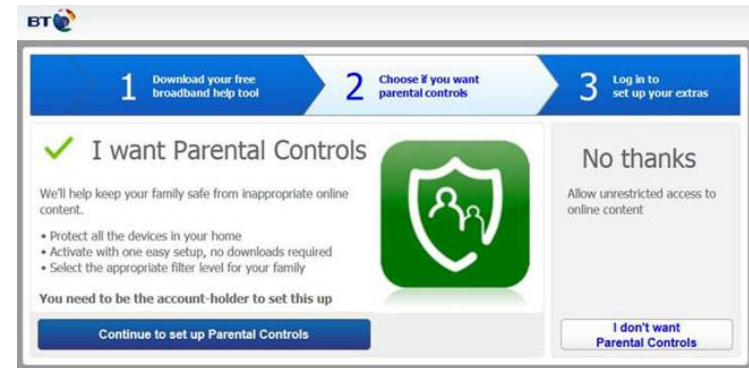 BT
1 Download your free
broadband help tool
2 Choose if you want
parental controls
3 Log in to
set up your extras
I want Parental Controls
We'll help keep your family safe from inappropriate online
content.
• Protect all the devices in your home
• Activate with one easy setup, no downloads required
• Select the appropriate filter level for your family
You need to be the account-holder to set this up
Continue to set up Parental Controls
No thanks
Allow unrestricted access to
online content
I don't want
Parental Controls